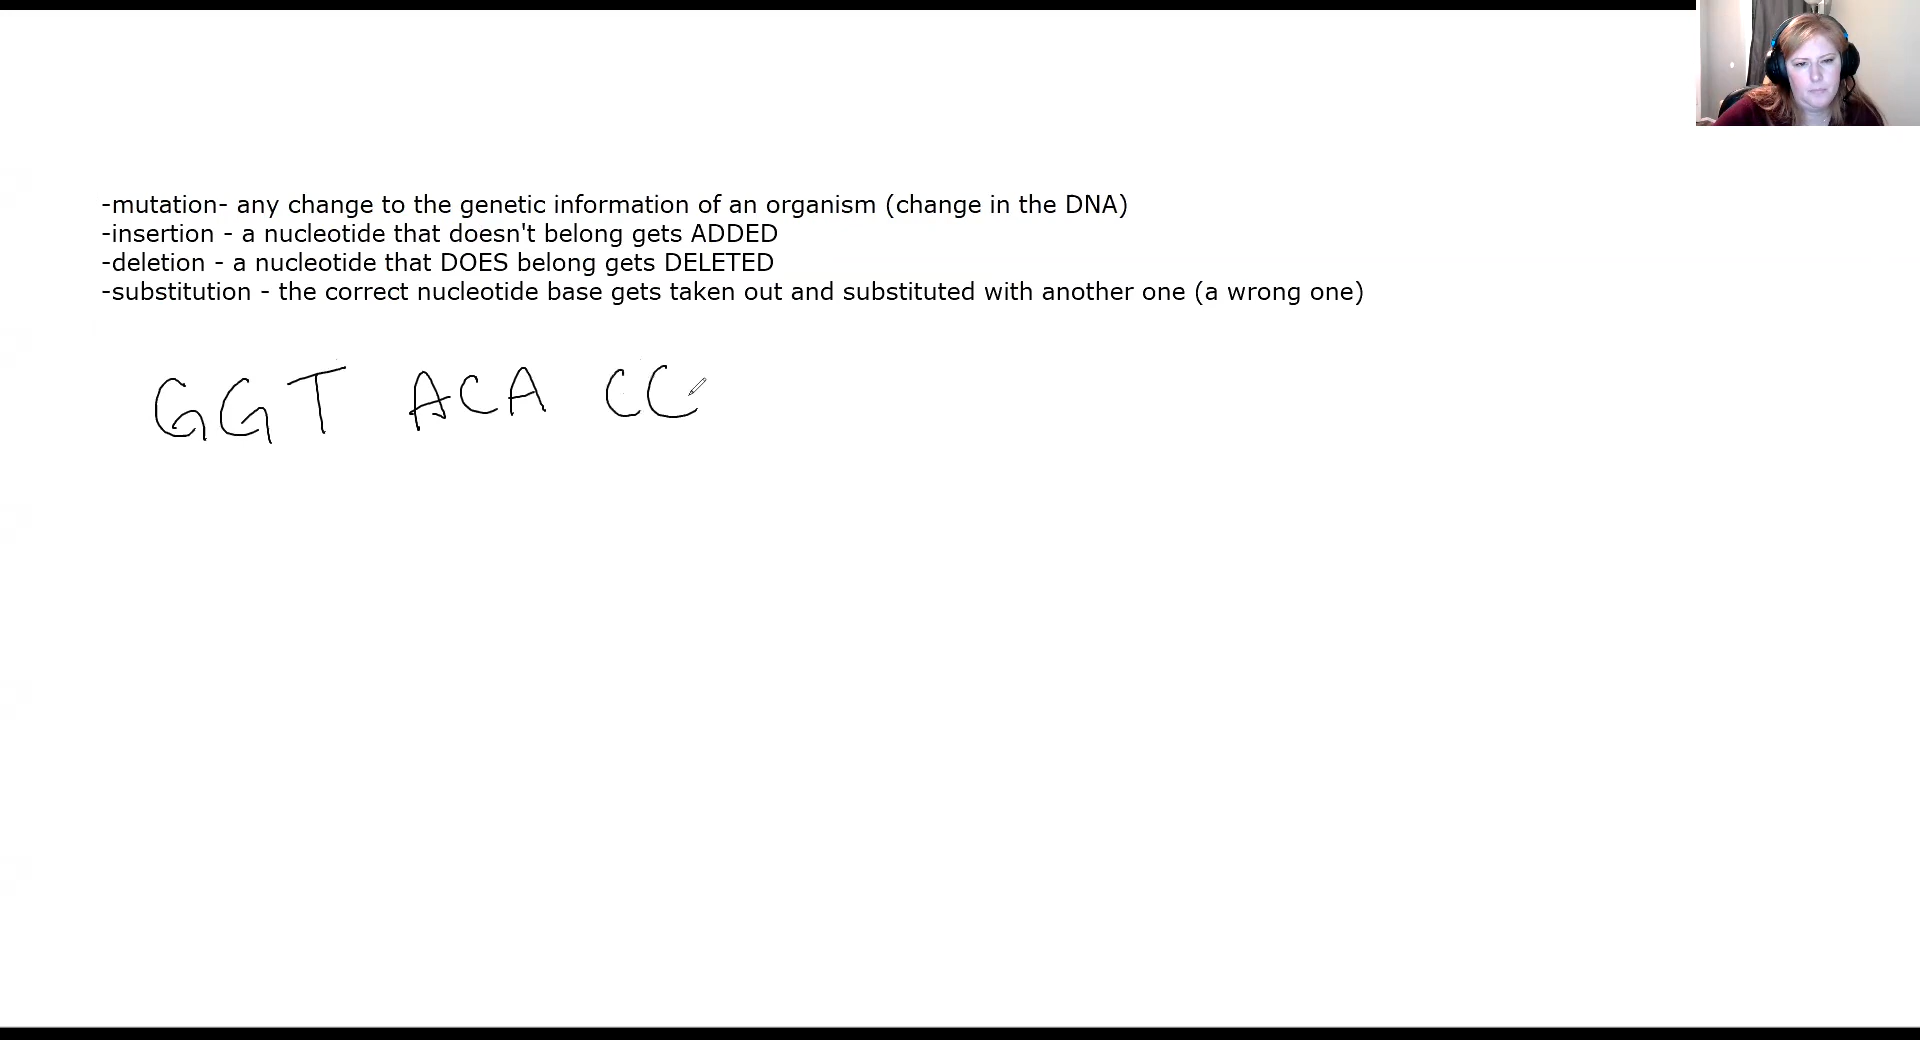 -mutation- any change to the genetic information of an organism (change in the DNA)
-insertion - a nucleotide that doesn't belong gets ADDED
-deletion - a nucleotide that DOES belong gets DELETED
-substitution - the correct nucleotide base gets taken out and substituted with another one (a wrong one)
GGT ACA CC